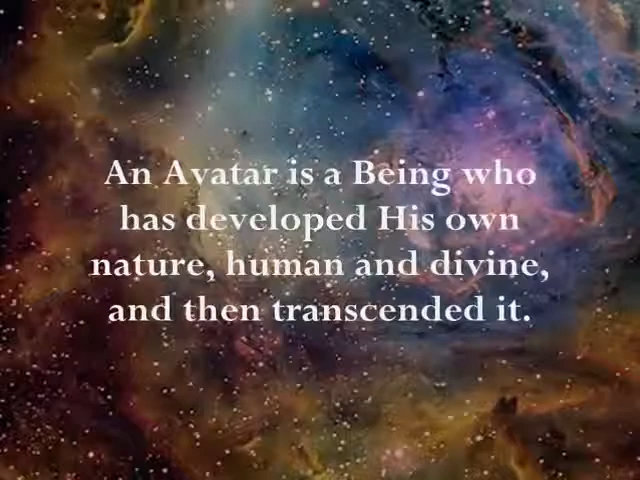 An Avatar is a Being who
has developed His own
nature, human and divine,
and then transcended it.